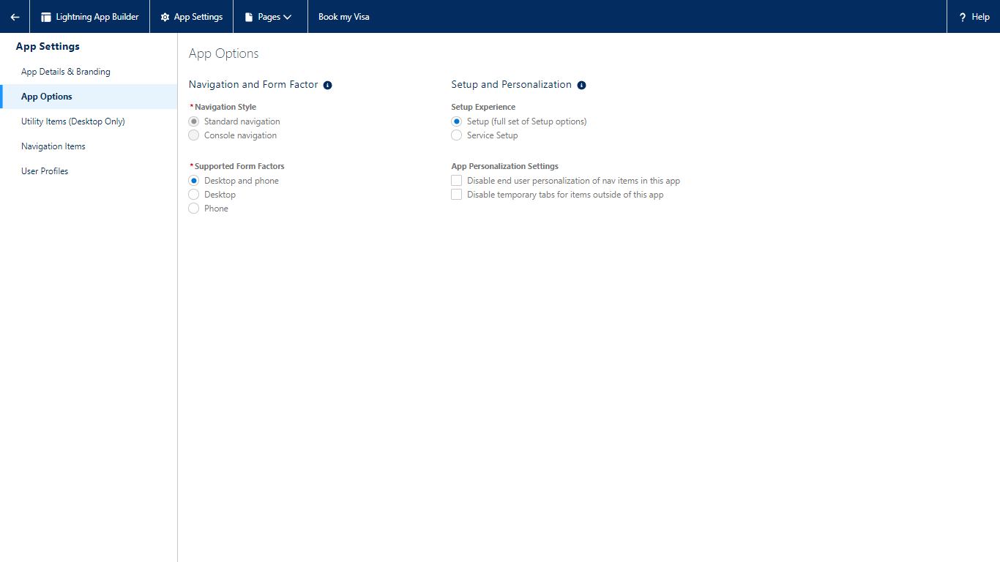 Lightning App Builder
App Settings
Pages
Book my Visa
? Help
App Settings
App Details & Branding
App Options
Utility Items (Desktop Only)
Navigation Items
User Profiles
App Options
Navigation and Form Factor
*Navigation Style
Standard navigation
Console navigation
*Supported Form Factors
Desktop and phone
Desktop
Phone
Setup and Personalization
Setup Experience
Setup (full set of Setup options)
Service Setup
App Personalization Settings
Disable end user personalization of nav items in this app
Disable temporary tabs for items outside of this app